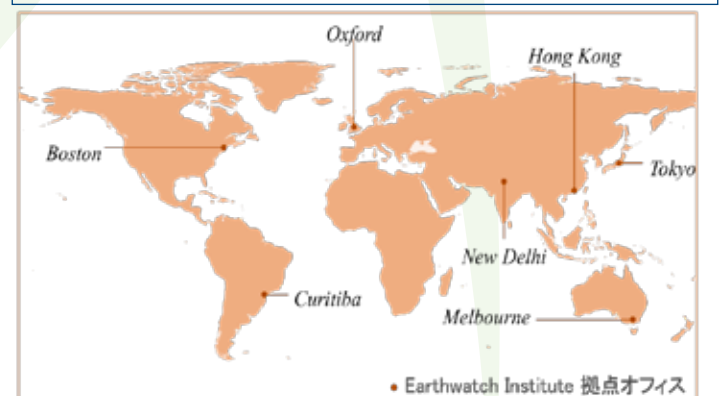 Oxford
Hong Kong
Boston
Tokyo
New Delhi
Curitiba
Melbourne
• Earthwatch Institute 拠点オフィス